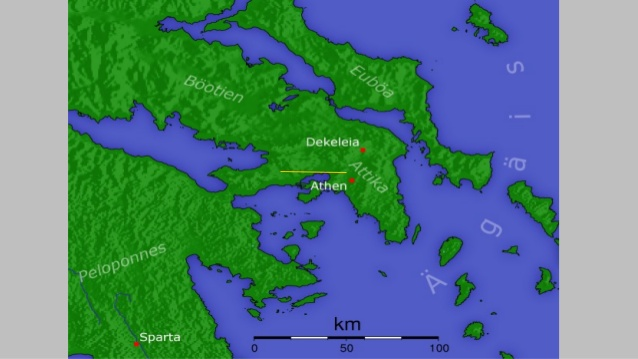 Böotien
Euböa
Ägäis
Dekeleia
Attika
Athen
Peloponnes
Sparta
km
0 50 100